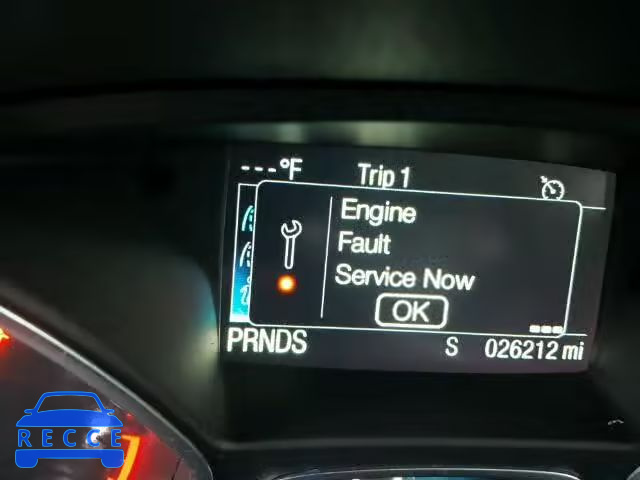 ---°F Trip 1
Engine
Fault
Service Now
OK
PRNDS S 026212 mi
RECCE